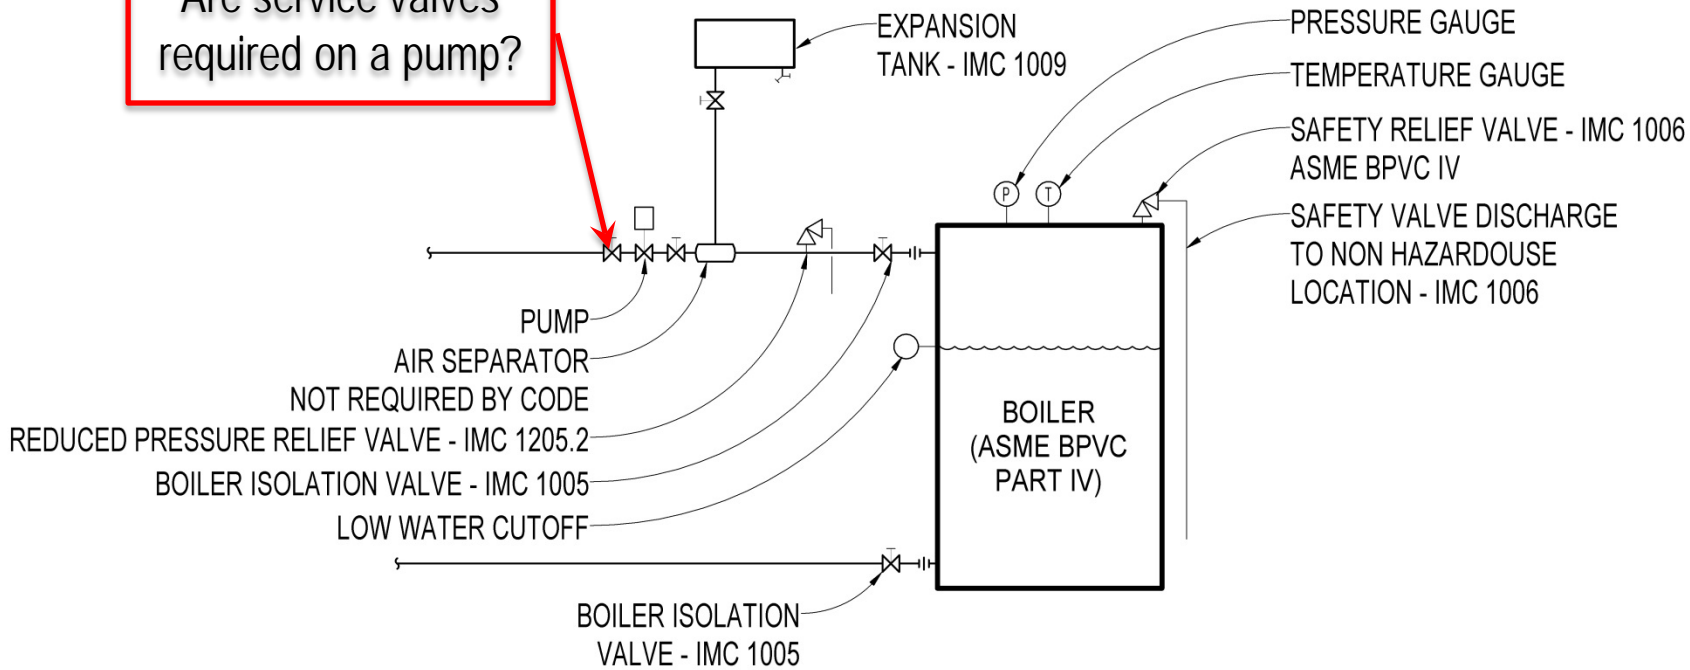 Are service valves
required on a pump?
EXPANSION
TANK - IMC 1009
PRESSURE GAUGE
TEMPERATURE GAUGE
SAFETY RELIEF VALVE - IMC 1006
ASME BPVC IV
SAFETY VALVE DISCHARGE
TO NON HAZARDOUSE
LOCATION - IMC 1006
P
T
PUMP
AIR SEPARATOR
NOT REQUIRED BY CODE
REDUCED PRESSURE RELIEF VALVE - IMC 1205.2
BOILER ISOLATION VALVE - IMC 1005
LOW WATER CUTOFF
BOILER
(ASME BPVC
PART IV)
BOILER ISOLATION
VALVE - IMC 1005